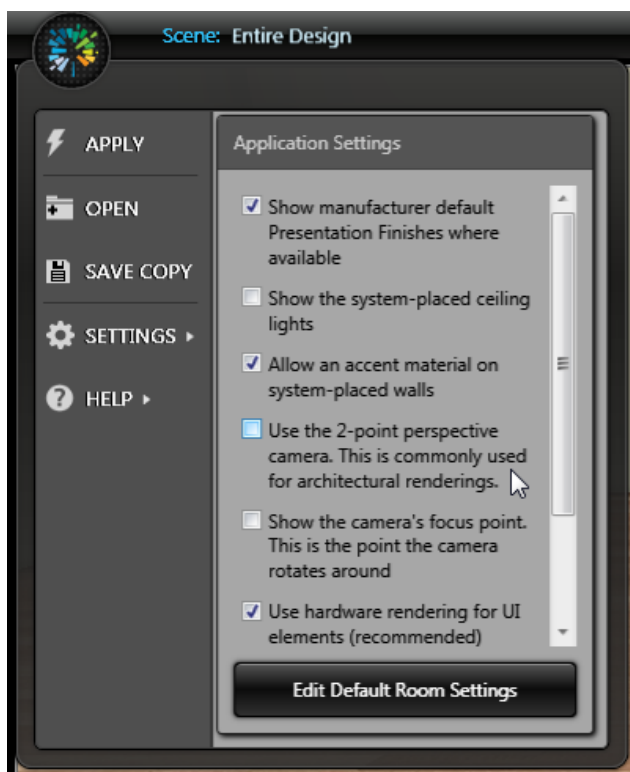 Scene: Entire Design
APPLY
OPEN
SAVE COPY
SETTINGS
HELP
Application Settings
Show manufacturer default
Presentation Finishes where
available
Show the system-placed ceiling
lights
Allow an accent material on
system-placed walls
Use the 2-point perspective
camera. This is commonly used
for architectural renderings.
Show the camera's focus point.
This is the point the camera
rotates around
Use hardware rendering for UI
elements (recommended)
Edit Default Room Settings